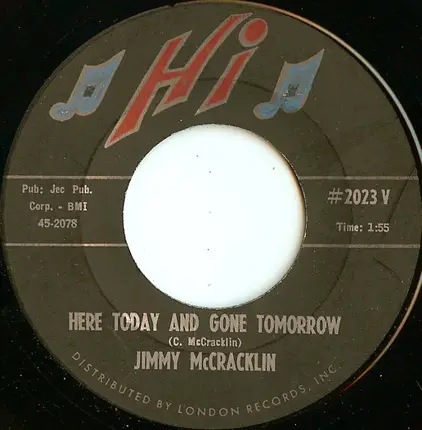 Hi
Pub; Jec Pub.
Corp. - BMI
45-2078
#2023 V
Time: 1:55
HERE TODAY AND GONE TOMORROW
(C. McCracklin)
JIMMY McCRACKLIN
DISTRIBUTED BY LONDON RECORDS, INC.